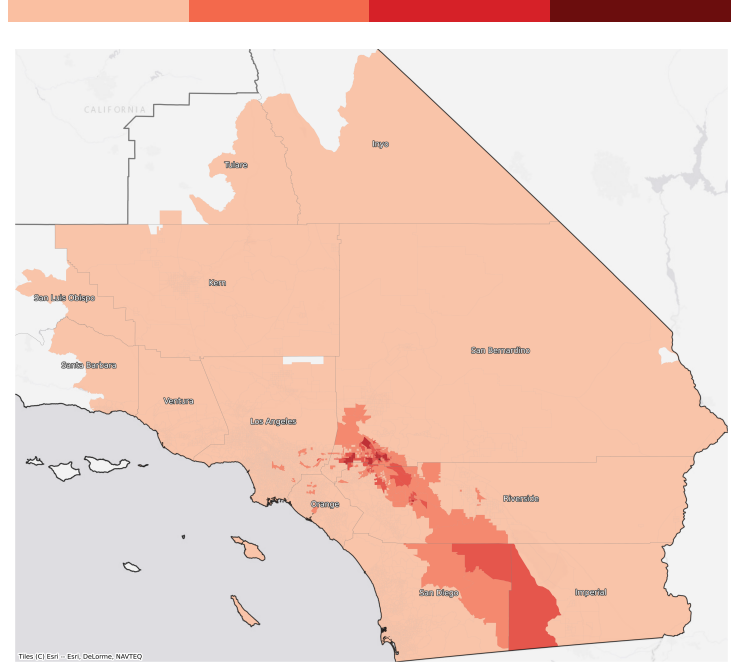 CALIFORNIA
Inyo
Tulare
Kern
San Luis Obispo
San Bernardino
Santa Barbara
Ventura
Los Angeles
Riverside
Orange
San Diego
Imperial
Tiles (C) Esri -- Esri, DeLorme, NAVTEQ